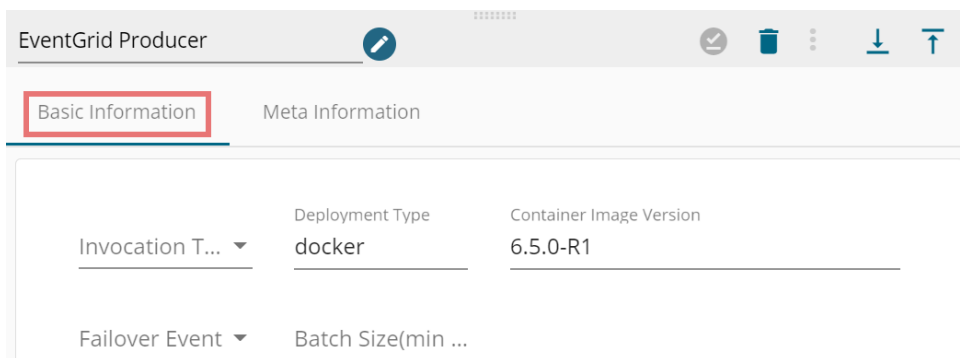 EventGrid Producer
Basic Information Meta Information
Deployment Type Container Image Version
Invocation T... docker 6.5.0-R1
Failover Event Batch Size(min ...